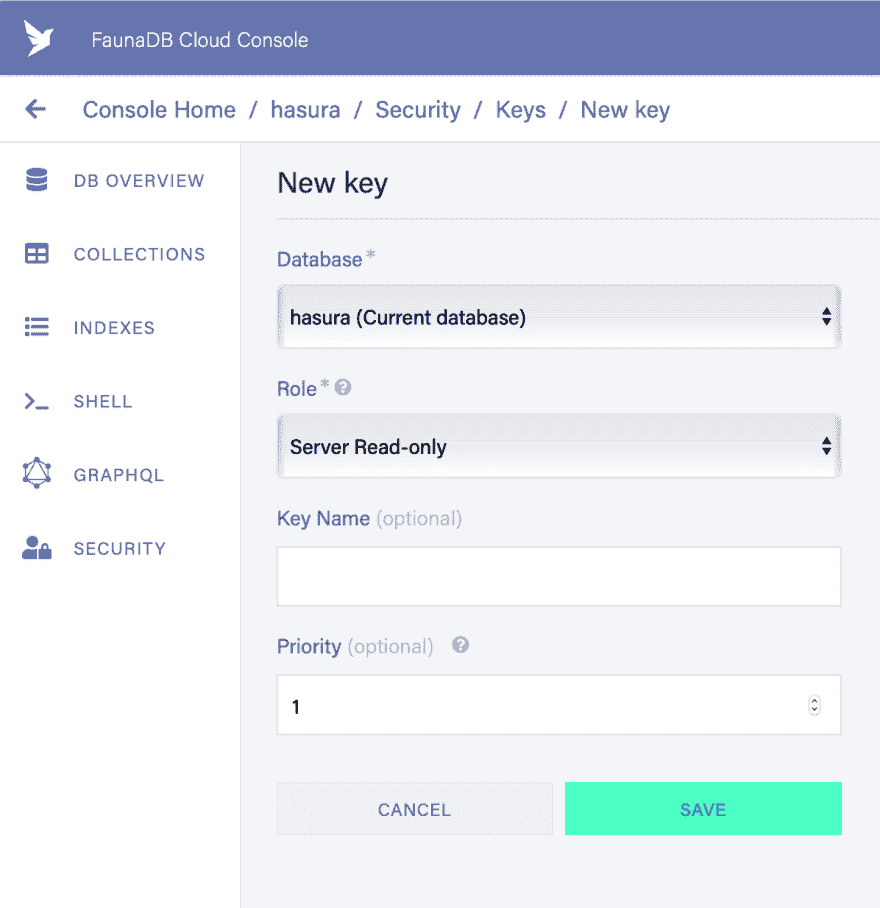 FaunaDB Cloud Console
Console Home / hasura / Security / Keys / New key
DB OVERVIEW
COLLECTIONS
INDEXES
SHELL
GRAPHQL
SECURITY
New key
Database*
hasura (Current database)
Role* ?
Server Read-only
Key Name (optional)
Priority (optional) ?
1
CANCEL
SAVE